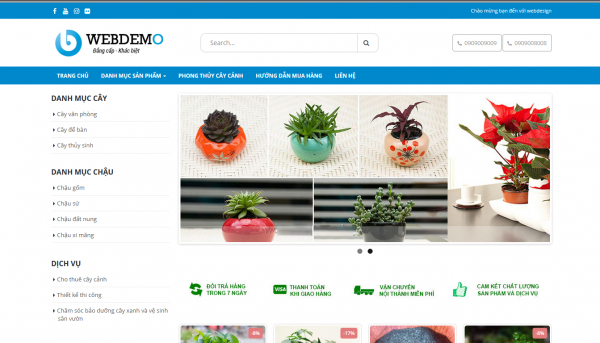 Chào mừng bạn đến với webdesign
WEBDEMO
Đẳng cấp - Khác biệt
Search...
0909009009
0909008008
TRANG CHỦ
DANH MỤC SẢN PHẨM
PHONG THỦY CÂY CẢNH
HƯỚNG DẪN MUA HÀNG
LIÊN HỆ
DANH MỤC CÂY
Cây văn phòng
Cây để bàn
Cây thủy sinh
DANH MỤC CHẬU
Chậu gốm
Chậu sứ
Chậu đất nung
Chậu xi măng
DỊCH VỤ
Cho thuê cây cảnh
Thiết kế thi công
Chăm sóc bảo dưỡng cây xanh và vệ sinh
sân vườn
ĐỔI TRẢ HÀNG
TRONG 7 NGÀY
VISA
THANH TOÁN
KHI GIAO HÀNG
VẬN CHUYỂN
NỘI THÀNH MIỄN PHÍ
CAM KẾT CHẤT LƯỢNG
SẢN PHẨM VÀ DỊCH VỤ
-17%